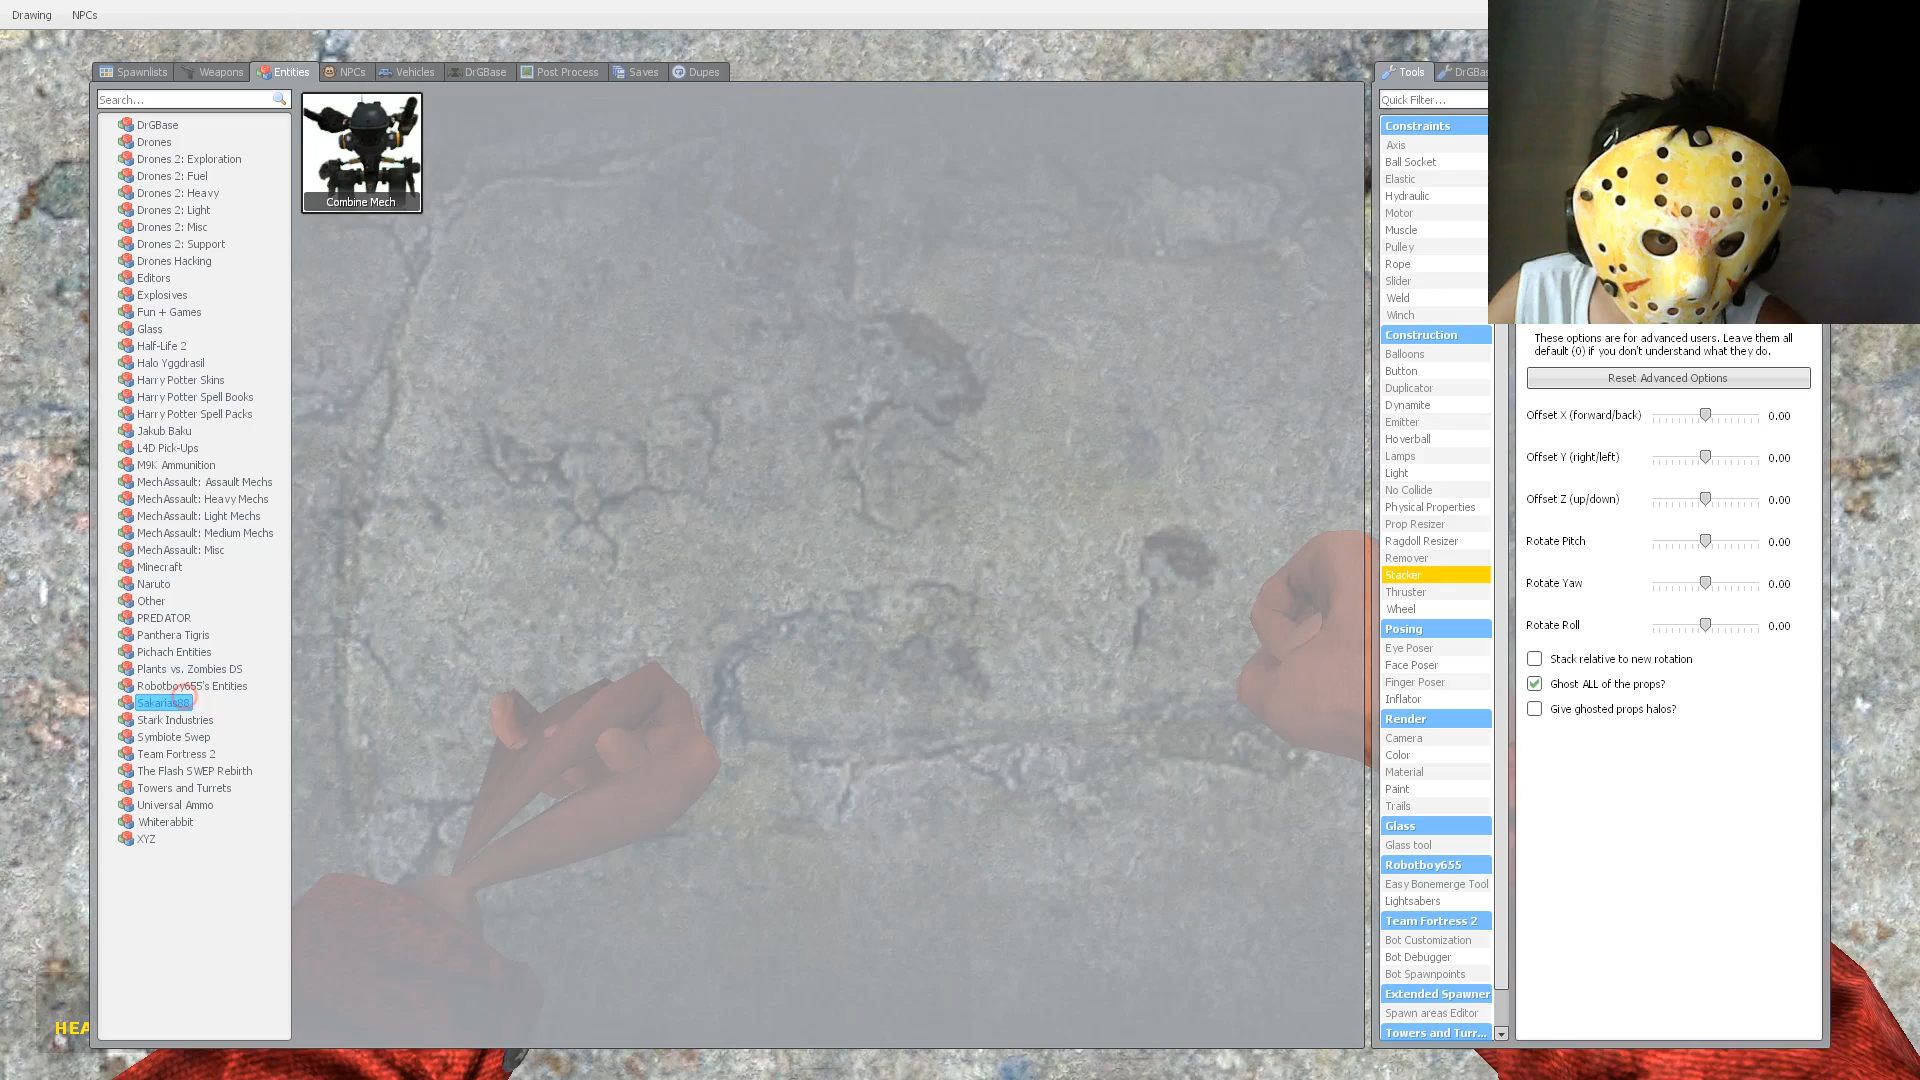 Drawing NPCs
Spawnlists Weapons Entities NPCs Vehicles DrGBase Post Process Saves Dupes
Search...
DrGBase
Drones
Drones 2: Exploration
Drones 2: Fuel
Drones 2: Heavy
Drones 2: Light
Drones 2: Misc
Drones 2: Support
Drones Hacking
Editors
Explosives
Fun + Games
Glass
Half-Life 2
Halo Yggdrasil
Harry Potter Skins
Harry Potter Spell Books
Harry Potter Spell Packs
Jakub Baku
L4D Pick-Ups
M9K Ammunition
MechAssault: Assault Mechs
MechAssault: Heavy Mechs
MechAssault: Light Mechs
MechAssault: Medium Mechs
MechAssault: Misc
Minecraft
Naruto
Other
PREDATOR
Panthera Tigris
Pichach Entities
Plants vs. Zombies DS
Robotboy655's Entities
Sakarias88
Stark Industries
Symbiote Swep
Team Fortress 2
The Flash SWEP Rebirth
Towers and Turrets
Universal Ammo
Whiterabbit
XYZ
Combine Mech
HEA
Tools DrGBas
Quick Filter...
Constraints
Axis
Ball Socket
Elastic
Hydraulic
Motor
Muscle
Pulley
Rope
Slider
Weld
Winch
Construction
Balloons
Button
Duplicator
Dynamite
Emitter
Hoverball
Lamps
Light
No Collide
Physical Properties
Prop Resizer
Ragdoll Resizer
Remover
Stacker
Thruster
Wheel
Posing
Eye Poser
Face Poser
Finger Poser
Inflator
Render
Camera
Color
Material
Paint
Trails
Glass
Glass tool
Robotboy655
Easy Bonemerge Tool
Lightsabers
Team Fortress 2
Bot Customization
Bot Debugger
Bot Spawnpoints
Extended Spawner
Spawn areas Editor
Towers and Turr...
These options are for advanced users. Leave them all
default (0) if you don't understand what they do.
Reset Advanced Options
Offset X (forward/back) 0.00
Offset Y (right/left) 0.00
Offset Z (up/down) 0.00
Rotate Pitch 0.00
Rotate Yaw 0.00
Rotate Roll 0.00
Stack relative to new rotation
Ghost ALL of the props?
Give ghosted props halos?